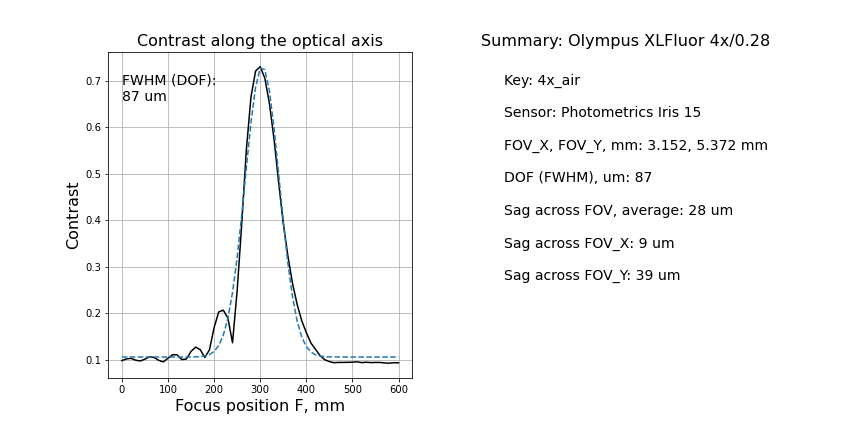 Contrast along the optical axis
FWHM (DOF):
87 um
0.7
0.6
0.5
0.4
0.3
0.2
0.1
Contrast
0 100 200 300 400 500 600
Focus position F, mm
Summary: Olympus XLFluor 4x/0.28
Key: 4x_air
Sensor: Photometrics Iris 15
FOV_X, FOV_Y, mm: 3.152, 5.372 mm
DOF (FWHM), um: 87
Sag across FOV, average: 28 um
Sag across FOV_X: 9 um
Sag across FOV_Y: 39 um